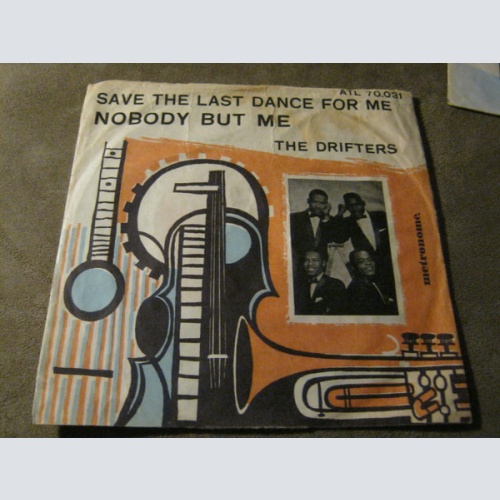 ATL 70.031
SAVE THE LAST DANCE FOR ME
NOBODY BUT ME
THE DRIFTERS
metronome